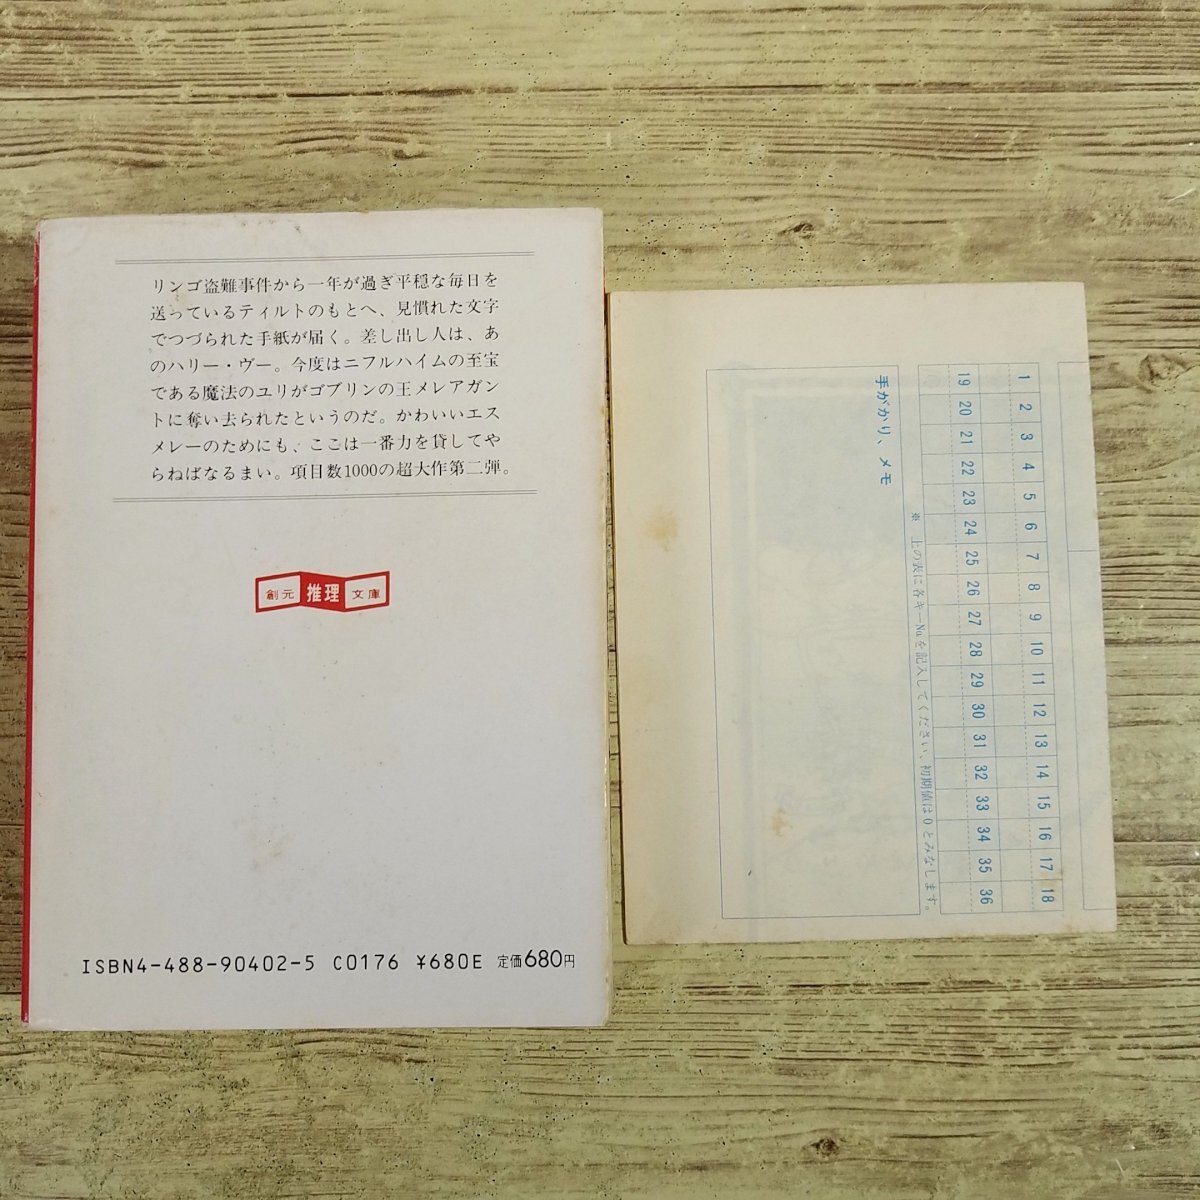 リンゴ盗難事件から一年が過ぎ平穏な毎日を
送っているティルトのもとへ、見慣れた文字
でつづられた手紙が届く。差し出し人は、あ
のハリー・ヴー。今度はニフルハイムの至宝
である魔法のユリがゴブリンの王メレアガン
トに奪い去られたというのだ。かわいいエス
メレーのためにも、ここは一番力を貸してや
らねばなるまい。項目数1000の超大作第二弾。
創元 推理 文庫
ISBN4-488-90402-5 C0176 ¥680E 定価680円
1 2 3 4 5 6 7 8 9 10 11 12 13 14 15 16 17 18
19 20 21 22 23 24 25 26 27 28 29 30 31 32 33 34 35 36
※ 上の表に各キーNoを記入してください、初期値は0とみなします。
手がかり、メモ